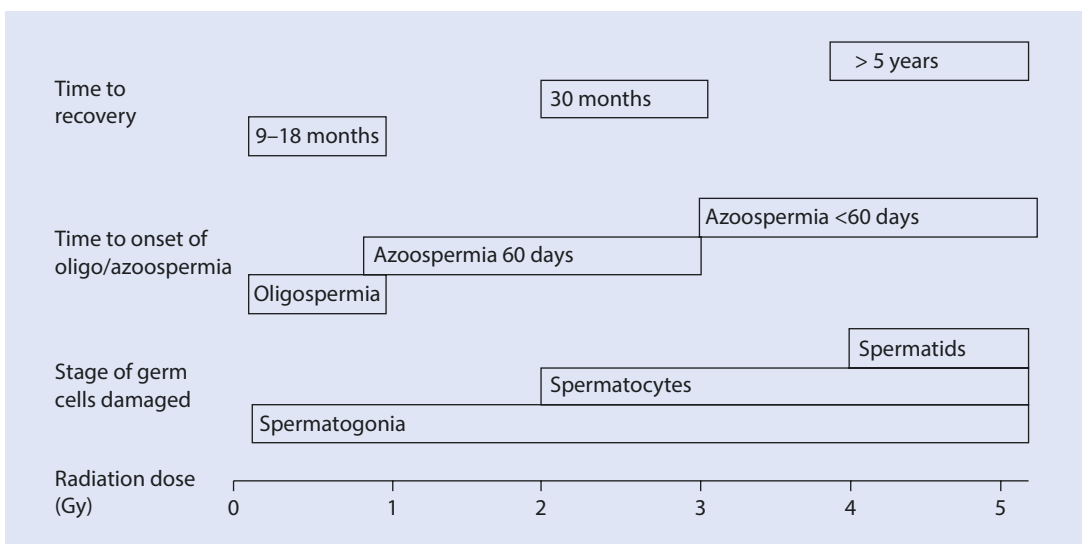 > 5 years
Time to
recovery
30 months
9–18 months
Azoospermia <60 days
Time to onset of
oligo/azoospermia
Azoospermia 60 days
Oligospermia
Spermatids
Stage of germ
cells damaged
Spermatocytes
Spermatogonia
Radiation dose
(Gy)
0 1 2 3 4 5